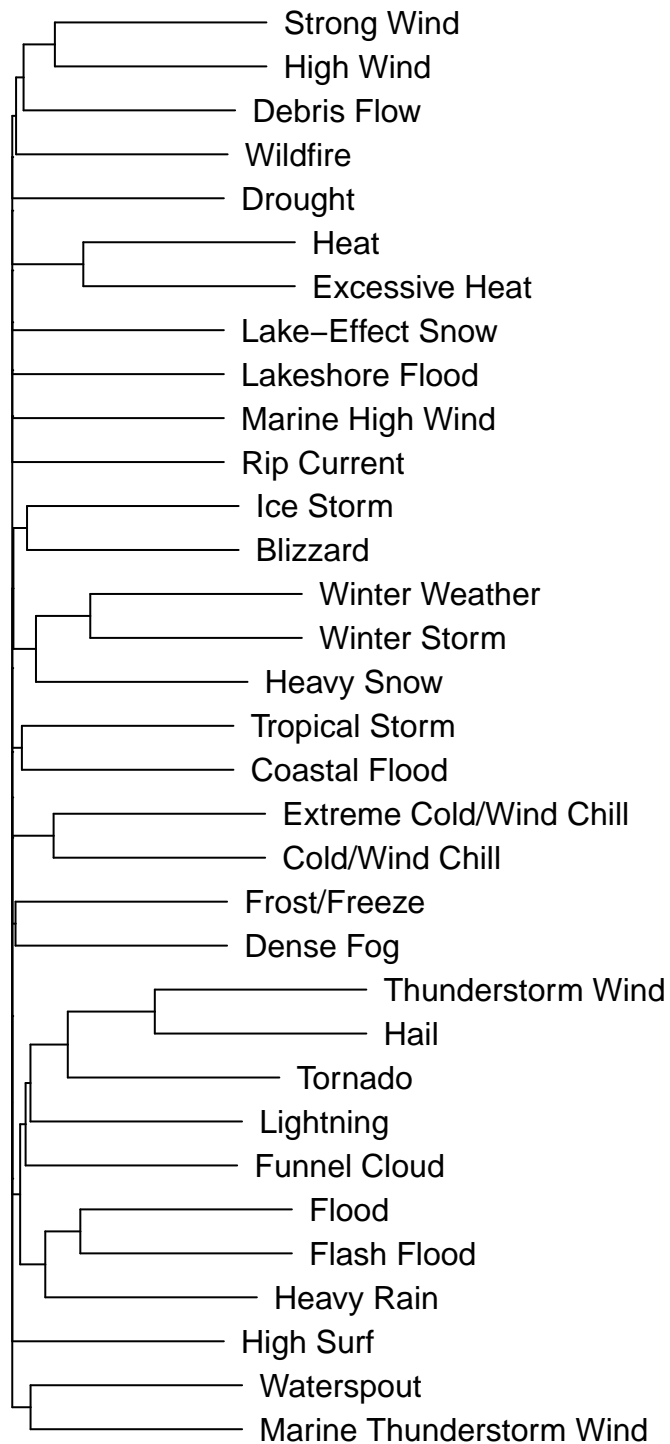 Strong Wind
High Wind
Debris Flow
Wildfire
Drought
Heat
Excessive Heat
Lake−Effect Snow
Lakeshore Flood
Marine High Wind
Rip Current
Ice Storm
Blizzard
Winter Weather
Winter Storm
Heavy Snow
Tropical Storm
Coastal Flood
Extreme Cold/Wind Chill
Cold/Wind Chill
Frost/Freeze
Dense Fog
Thunderstorm Wind
Hail
Tornado
Lightning
Funnel Cloud
Flood
Flash Flood
Heavy Rain
High Surf
Waterspout
Marine Thunderstorm Wind